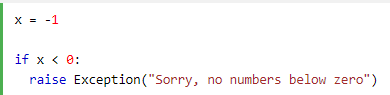 x = -1
if x < 0:
  raise Exception("Sorry, no numbers below zero")